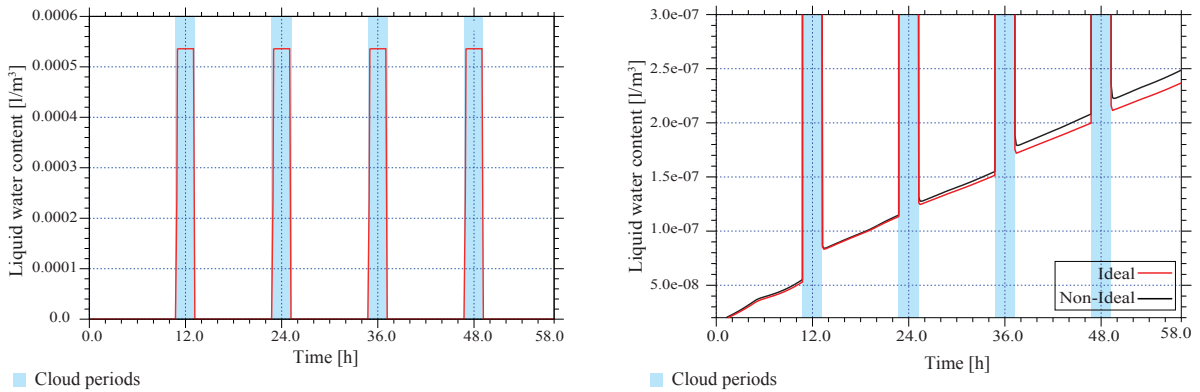 0.0006
0.0005
0.0004
0.0003
0.0002
0.0001
0.0
Liquid water content [l/m³]
0.0 12.0 24.0 36.0 48.0 58.0
Time [h]
Cloud periods
3.0e-07
2.5e-07
2.0e-07
1.5e-07
1.0e-07
5.0e-08
Liquid water content [l/m³]
Ideal
Non-Ideal
0.0 12.0 24.0 36.0 48.0 58.0
Time [h]
Cloud periods